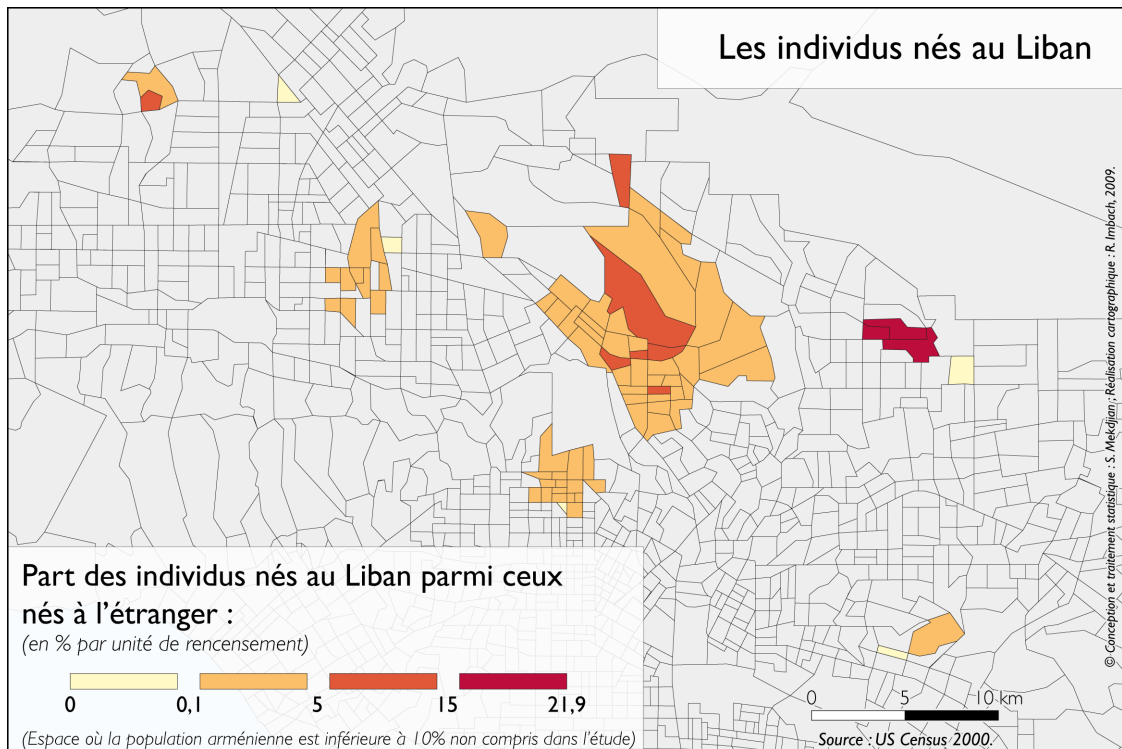 Les individus nés au Liban
© Conception et traitement statistique : S. Mekdjian ; Réalisation cartographique : R. Imbach, 2009.
Part des individus nés au Liban parmi ceux
nés à l'étranger :
(en % par unité de rencensement)
0 0,1 5 15 21,9
(Espace où la population arménienne est inférieure à 10% non compris dans l'étude)
0 5 10 km
Source : US Census 2000.